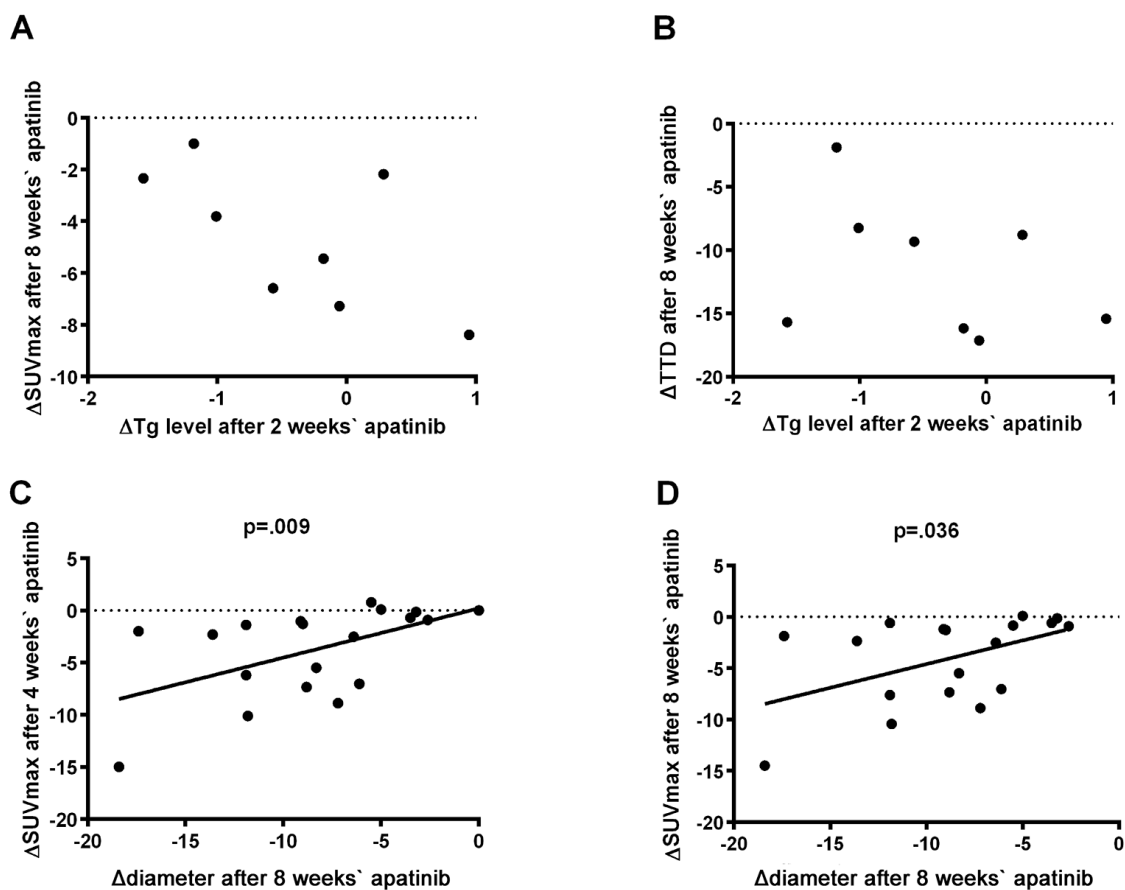 A
ΔSUVmax after 8 weeks` apatinib
0
-2
-4
-6
-8
-10
-2 -1 0 1
ΔTg level after 2 weeks` apatinib
B
ΔTTD after 8 weeks` apatinib
0
-5
-10
-15
-20
-2 -1 0 1
ΔTg level after 2 weeks` apatinib
C
p=.009
ΔSUVmax after 4 weeks` apatinib
5
0
-5
-10
-15
-20
-20 -15 -10 -5 0
Δdiameter after 8 weeks` apatinib
D
p=.036
ΔSUVmax after 8 weeks` apatinib
5
0
-5
-10
-15
-20
-20 -15 -10 -5 0
Δdiameter after 8 weeks` apatinib